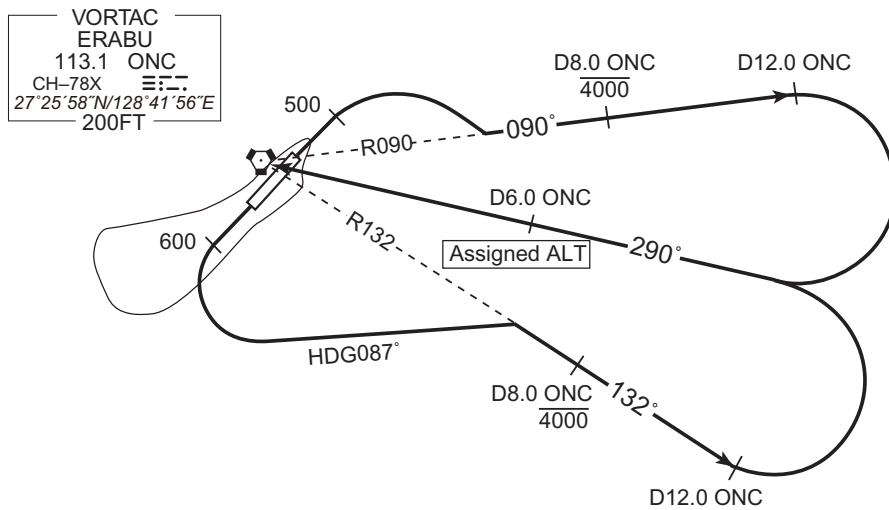 VORTAC
ERABU
113.1 ONC
CH–78X
27°25´58˝N/128°41´56˝E
200FT
500
D8.0 ONC
4000
D12.0 ONC
R090
090°
D6.0 ONC
R132
600
Assigned ALT
290°
HDG087°
D8.0 ONC
4000
132°
D12.0 ONC